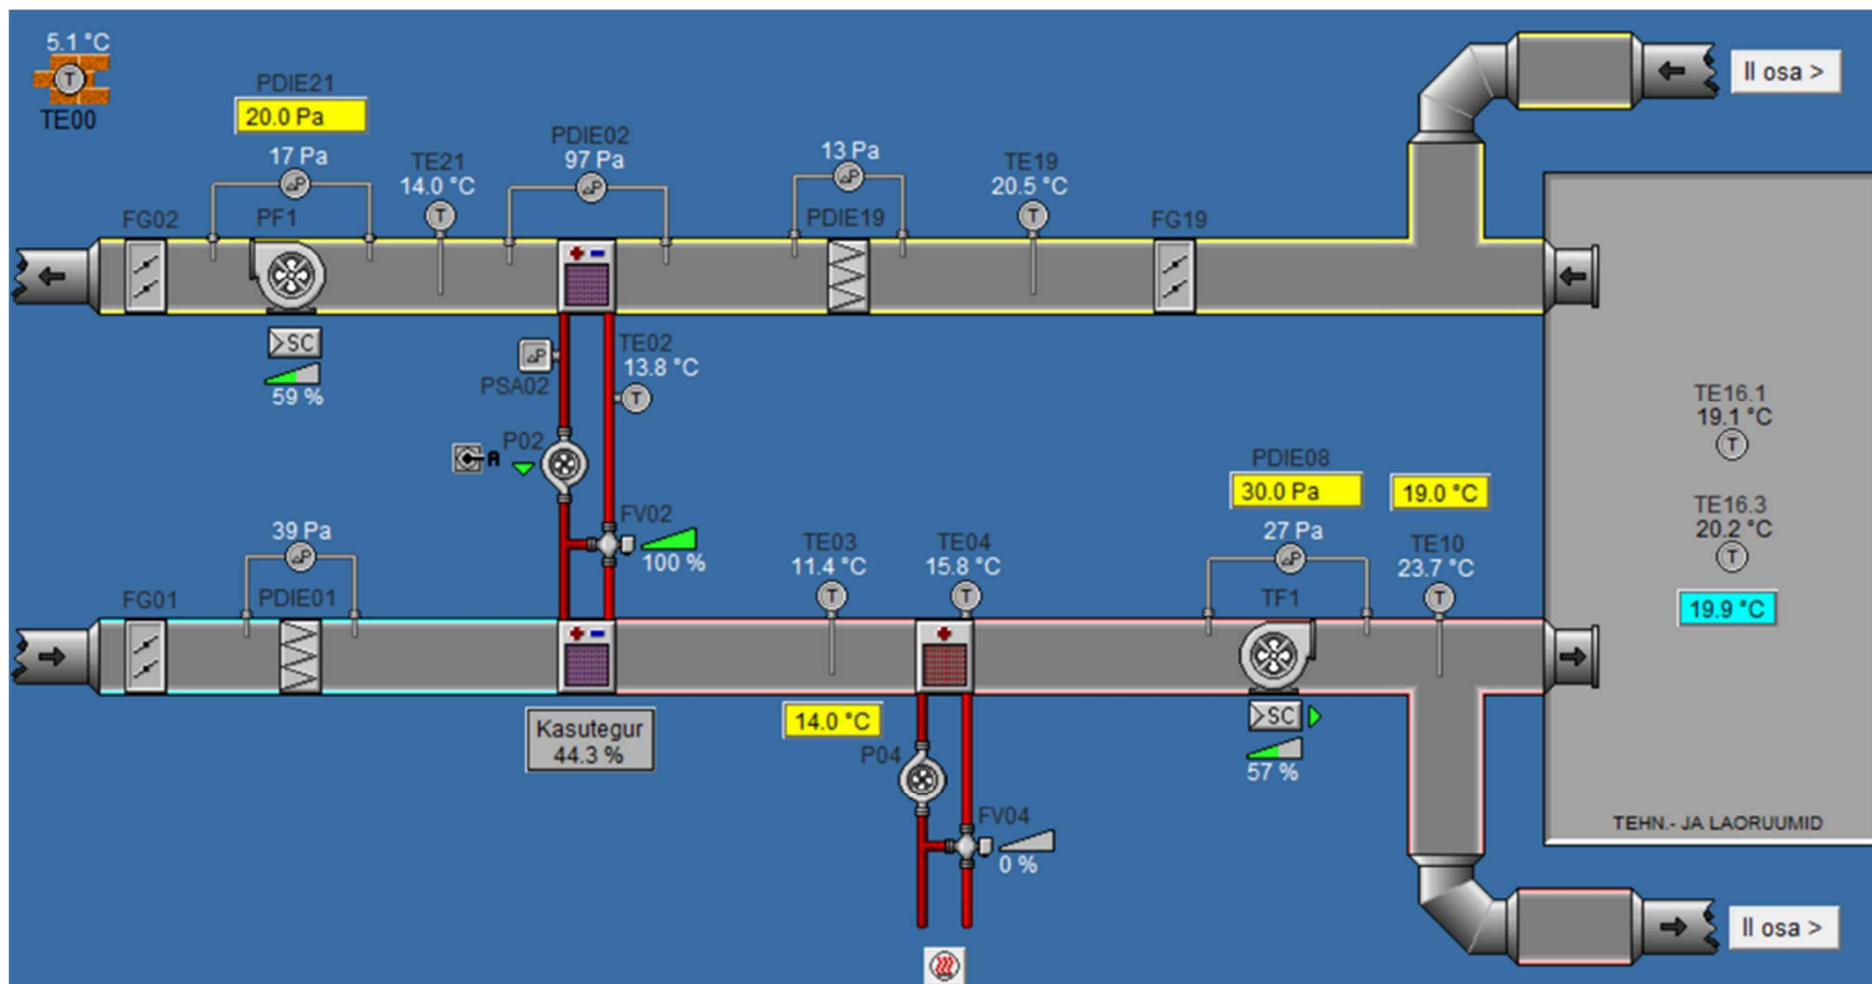 5.1 °C
TE00
PDIE21
20.0 Pa
17 Pa
FG02
PF1
TE21
14.0 °C
PDIE02
97 Pa
13 Pa
PDIE19
TE19
20.5 °C
FG19
II osa >
SC
59 %
PSA02
TE02
13.8 °C
P02
A
FV02
100 %
39 Pa
FG01
PDIE01
Kasutegur
44.3 %
TE03
11.4 °C
14.0 °C
TE04
15.8 °C
P04
FV04
0 %
PDIE08
30.0 Pa
27 Pa
TF1
SC
57 %
19.0 °C
TE10
23.7 °C
TE16.1
19.1 °C
TE16.3
20.2 °C
19.9 °C
TEHN.- JA LAORUUMID
II osa >